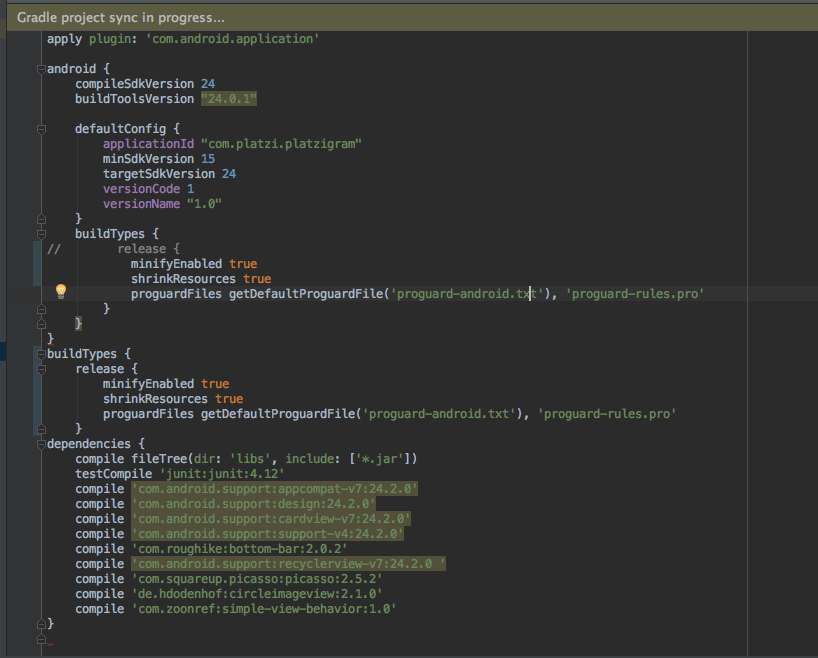 Gradle project sync in progress...
apply plugin: 'com.android.application'
android {
    compileSdkVersion 24
    buildToolsVersion "24.0.1"
    defaultConfig {
        applicationId "com.platzi.platzigram"
        minSdkVersion 15
        targetSdkVersion 24
        versionCode 1
        versionName "1.0"
    }
    buildTypes {
//        release {
            minifyEnabled true
            shrinkResources true
            proguardFiles getDefaultProguardFile('proguard-android.txt'), 'proguard-rules.pro'
        }
    }
}
buildTypes {
    release {
        minifyEnabled true
        shrinkResources true
        proguardFiles getDefaultProguardFile('proguard-android.txt'), 'proguard-rules.pro'
    }
dependencies {
    compile fileTree(dir: 'libs', include: ['*.jar'])
    testCompile 'junit:junit:4.12'
    compile 'com.android.support:appcompat-v7:24.2.0'
    compile 'com.android.support:design:24.2.0'
    compile 'com.android.support:cardview-v7:24.2.0'
    compile 'com.android.support:support-v4:24.2.0'
    compile 'com.roughike:bottom-bar:2.0.2'
    compile 'com.android.support:recyclerview-v7:24.2.0 '
    compile 'com.squareup.picasso:picasso:2.5.2'
    compile 'de.hdodenhof:circleimageview:2.1.0'
    compile 'com.zoonref:simple-view-behavior:1.0'
}